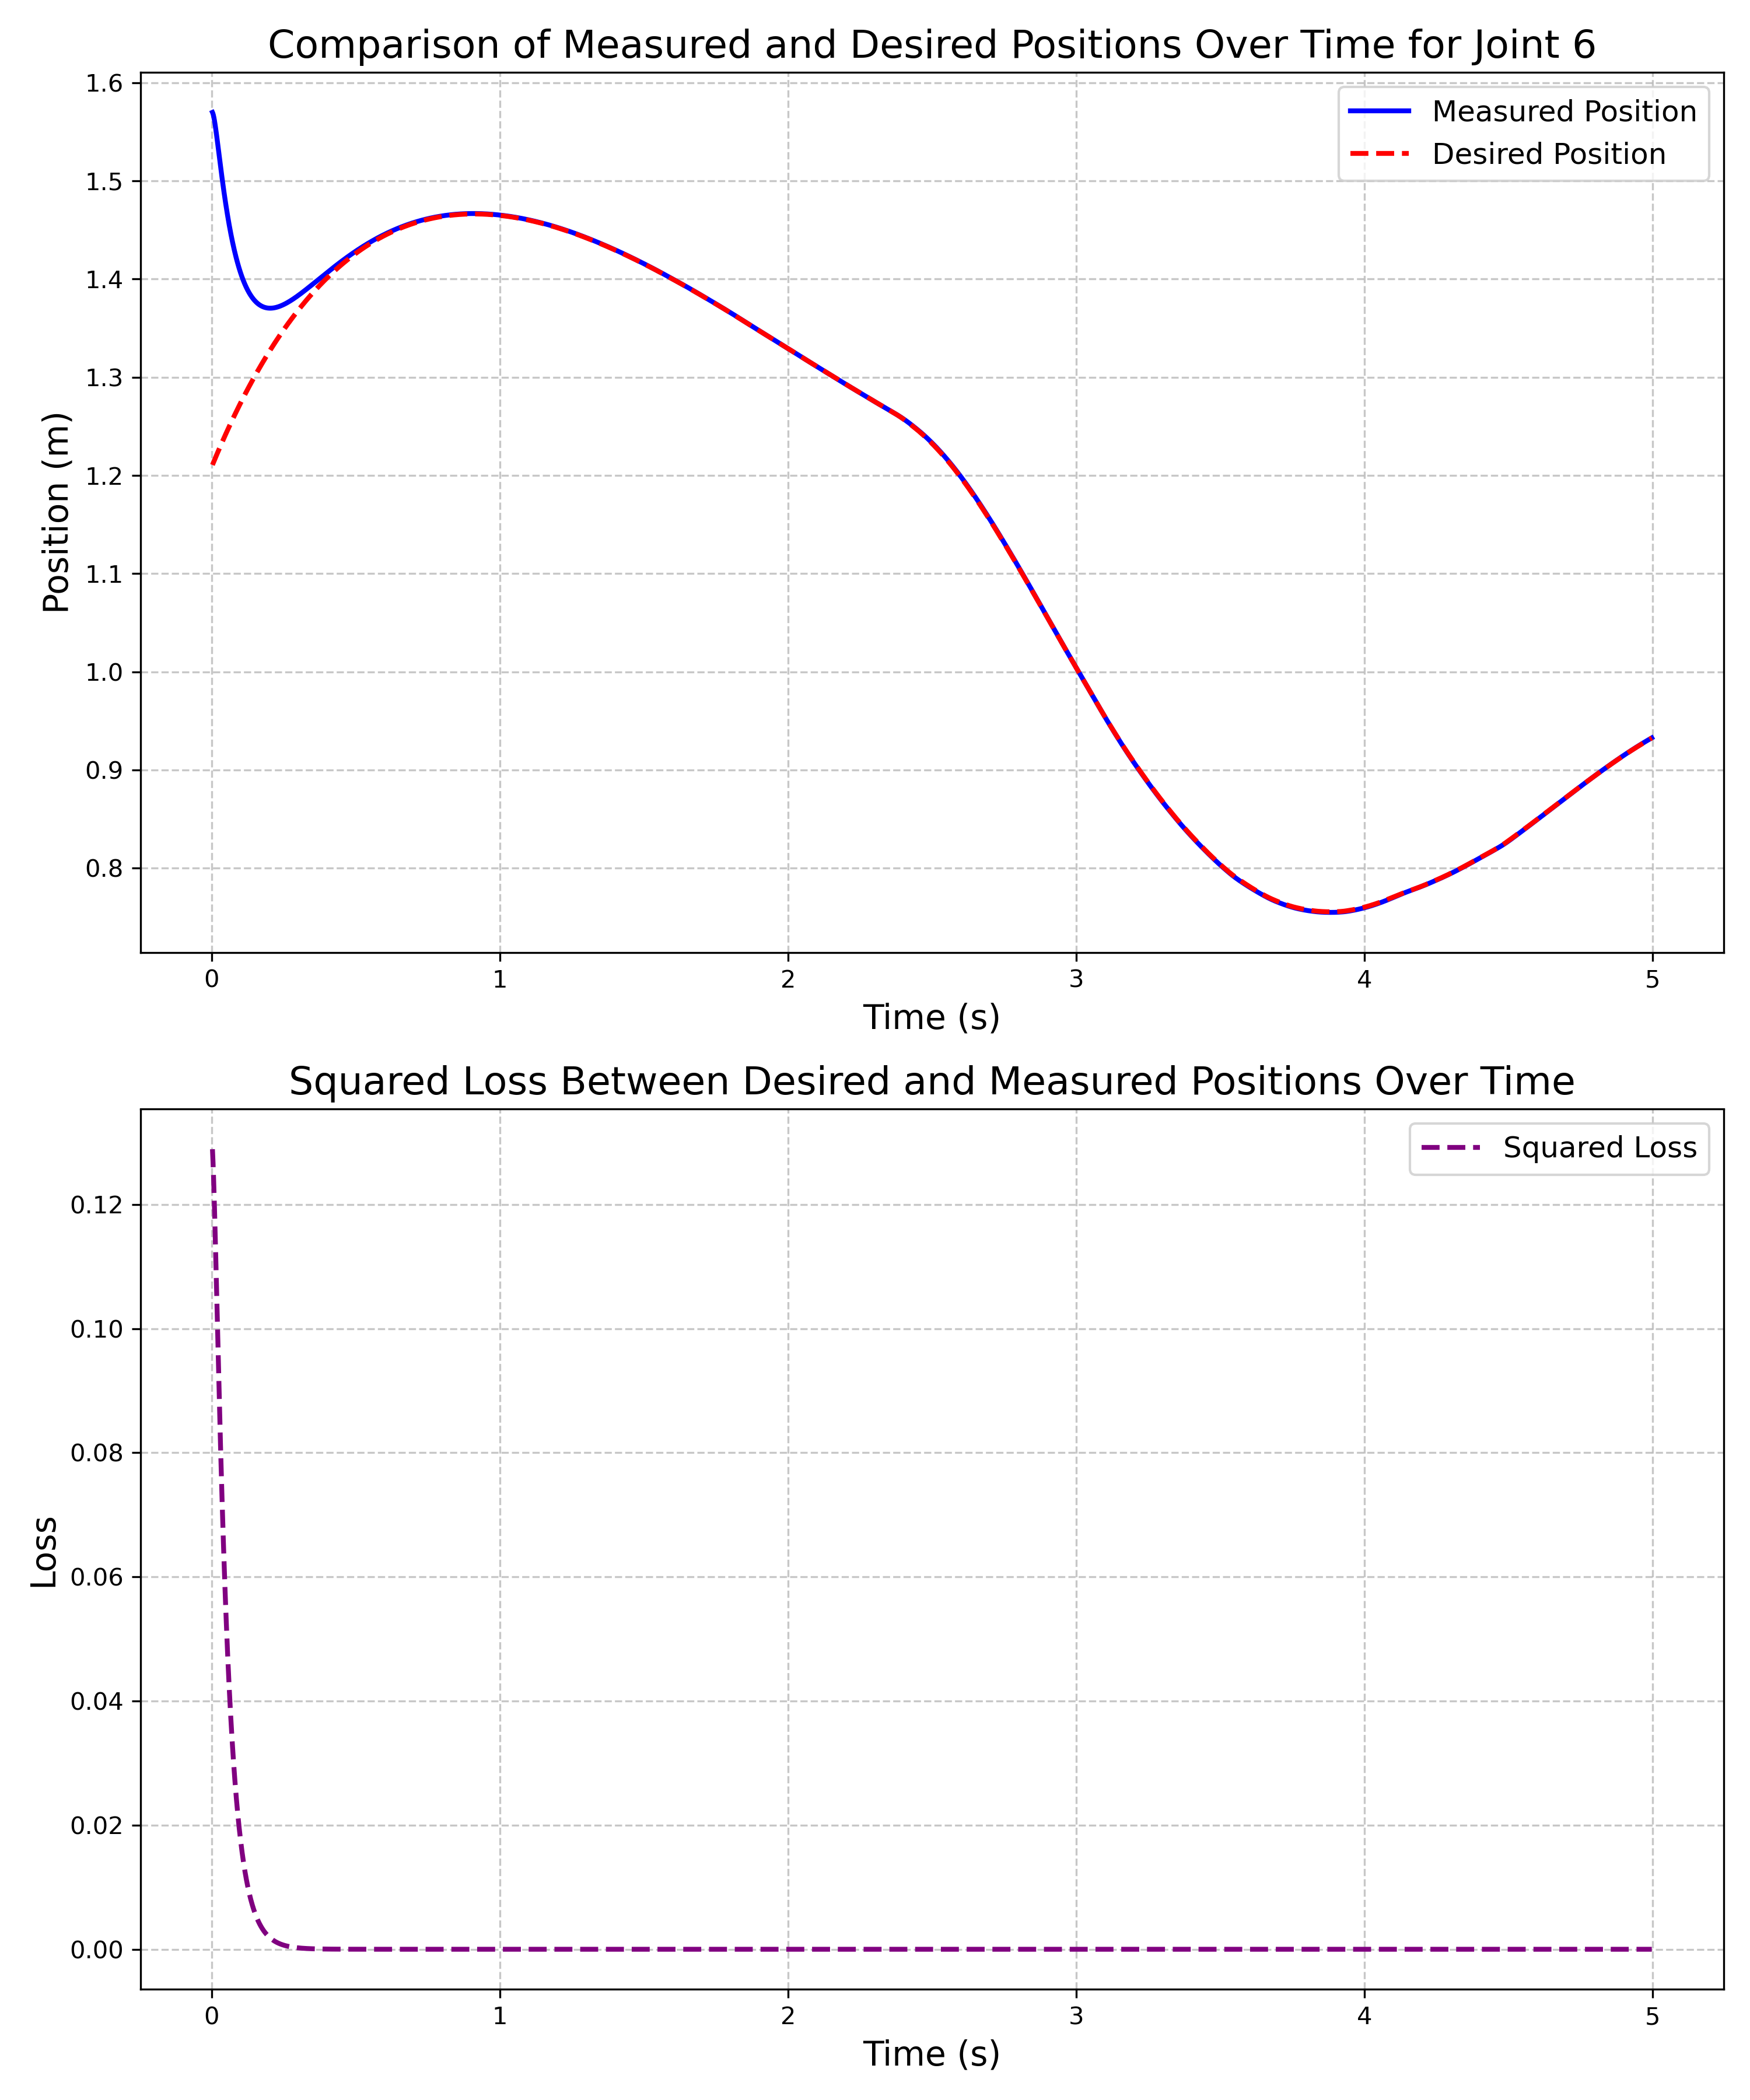 Comparison of Measured and Desired Positions Over Time for Joint 6
1.6
1.5
1.4
1.3
1.2
1.1
1.0
0.9
0.8
Position (m)
Measured Position
Desired Position
0 1 2 3 4 5
Time (s)
Squared Loss Between Desired and Measured Positions Over Time
0.12
0.10
0.08
0.06
0.04
0.02
0.00
Loss
Squared Loss
0 1 2 3 4 5
Time (s)